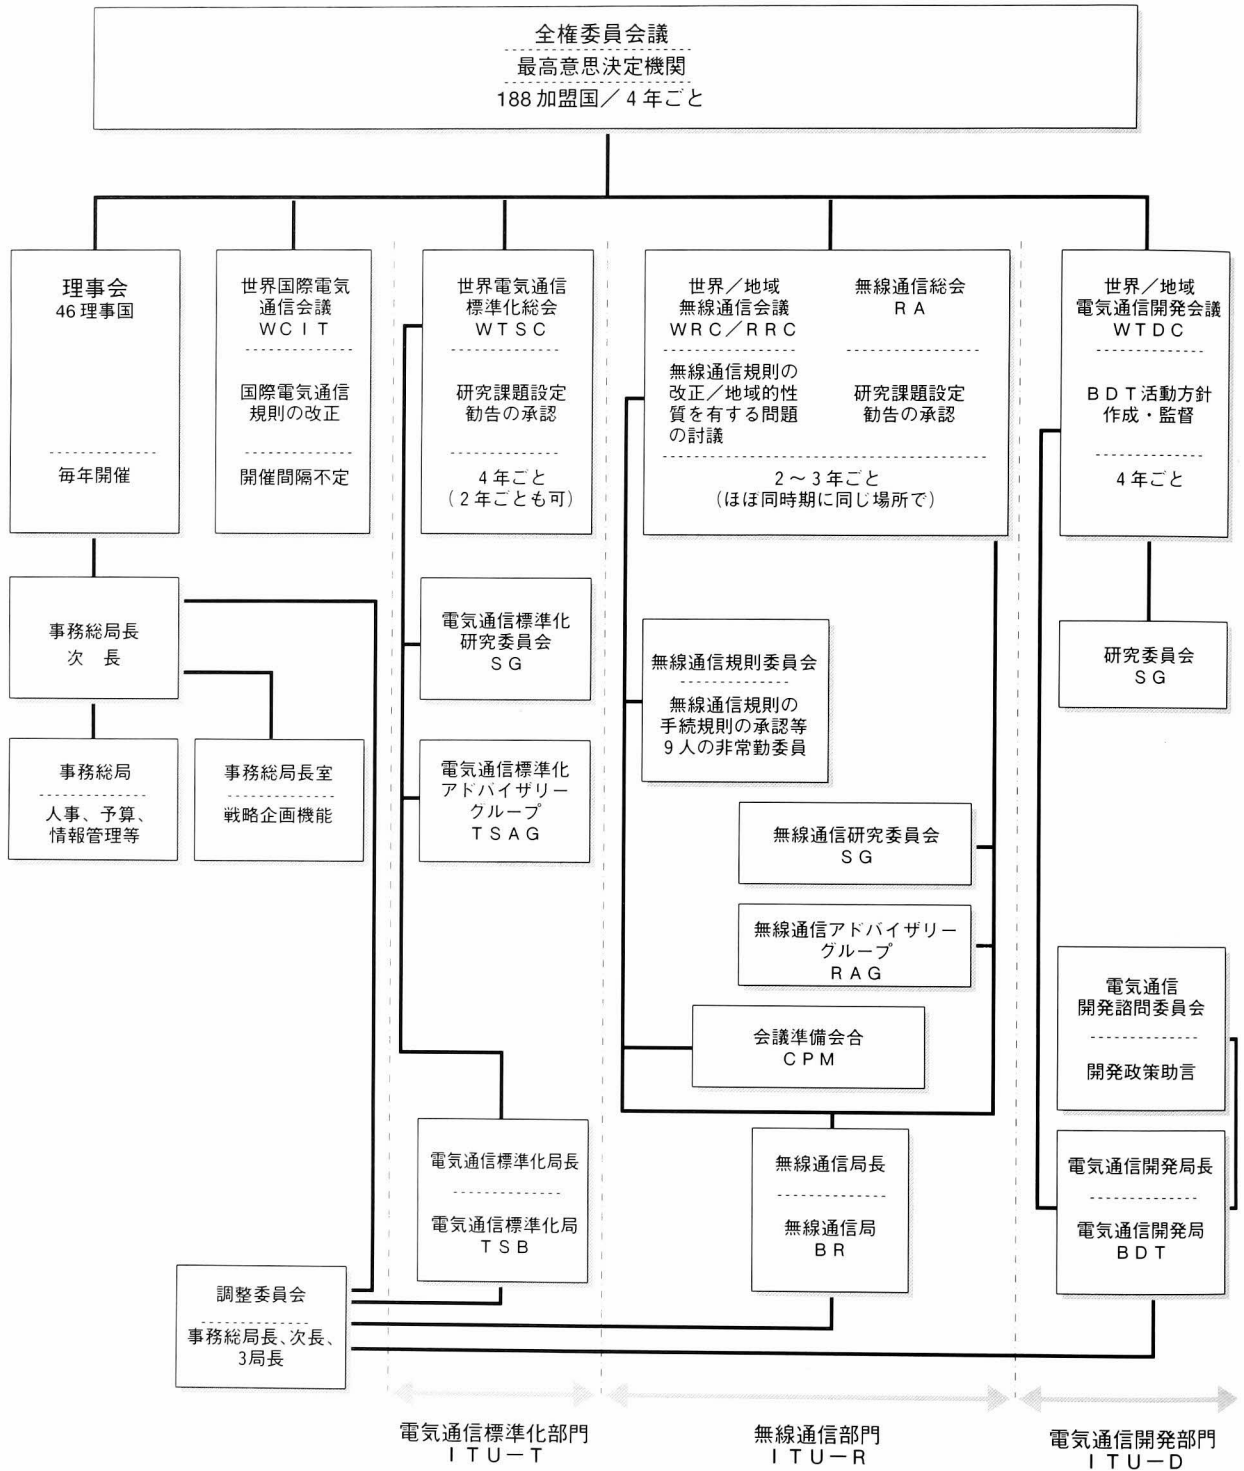 全権委員会議
最高意思決定機関
188加盟国／4年ごと
理事会
46理事国
毎年開催
世界国際電気
通信会議
WCIT
国際電気通信
規則の改正
開催間隔不定
世界電気通信
標準化総会
WTSC
研究課題設定
勧告の承認
4年ごと
（2年ごとも可）
世界／地域
無線通信会議
WRC／RRC
無線通信規則の
改正／地域的性
質を有する問題
の討議
無線通信総会
RA
研究課題設定
勧告の承認
2～3年ごと
（ほぼ同時期に同じ場所で）
世界／地域
電気通信開発会議
WTDC
BDT活動方針
作成・監督
4年ごと
事務総局長
次　長
電気通信標準化
研究委員会
SG
無線通信規則委員会
無線通信規則の
手続規則の承認等
9人の非常勤委員
研究委員会
SG
事務総局
人事、予算、
情報管理等
事務総局長室
戦略企画機能
電気通信標準化
アドバイザリー
グループ
TSAG
無線通信研究委員会
SG
無線通信アドバイザリー
グループ
RAG
会議準備会合
CPM
電気通信
開発諮問委員会
開発政策助言
電気通信標準化局長
電気通信標準化局
TSB
無線通信局長
無線通信局
BR
電気通信開発局長
電気通信開発局
BDT
調整委員会
事務総局長、次長、
3局長
電気通信標準化部門
ITU－T
無線通信部門
ITU－R
電気通信開発部門
ITU－D